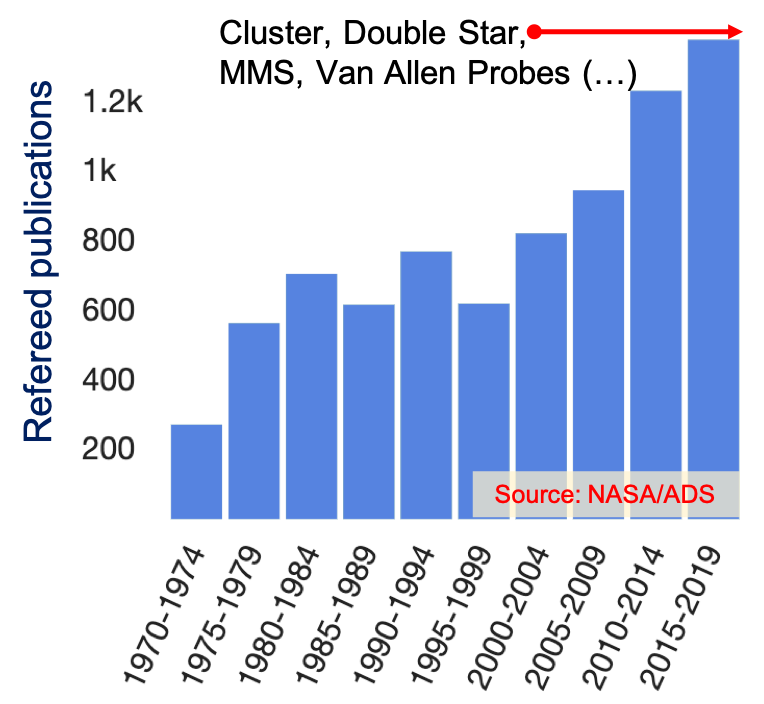 Cluster, Double Star,
MMS, Van Allen Probes (…)
Refereed publications
1.2k
1k
800
600
400
200
Source: NASA/ADS
1970-1974
1975-1979
1980-1984
1985-1989
1990-1994
1995-1999
2000-2004
2005-2009
2010-2014
2015-2019